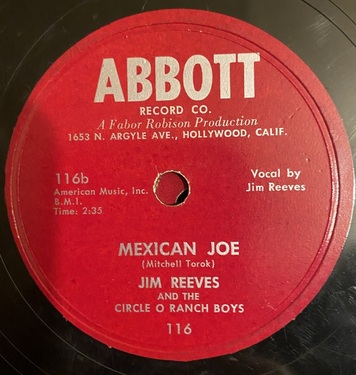 ABBOTT
RECORD CO.
A Fabor Robison Production
1653 N. ARGYLE AVE., HOLLYWOOD, CALIF.
116b
American Music, Inc.
B.M.I.
Time: 2:35
Vocal by
Jim Reeves
MEXICAN JOE
(Mitchell Torok)
JIM REEVES
AND THE
CIRCLE O RANCH BOYS
116